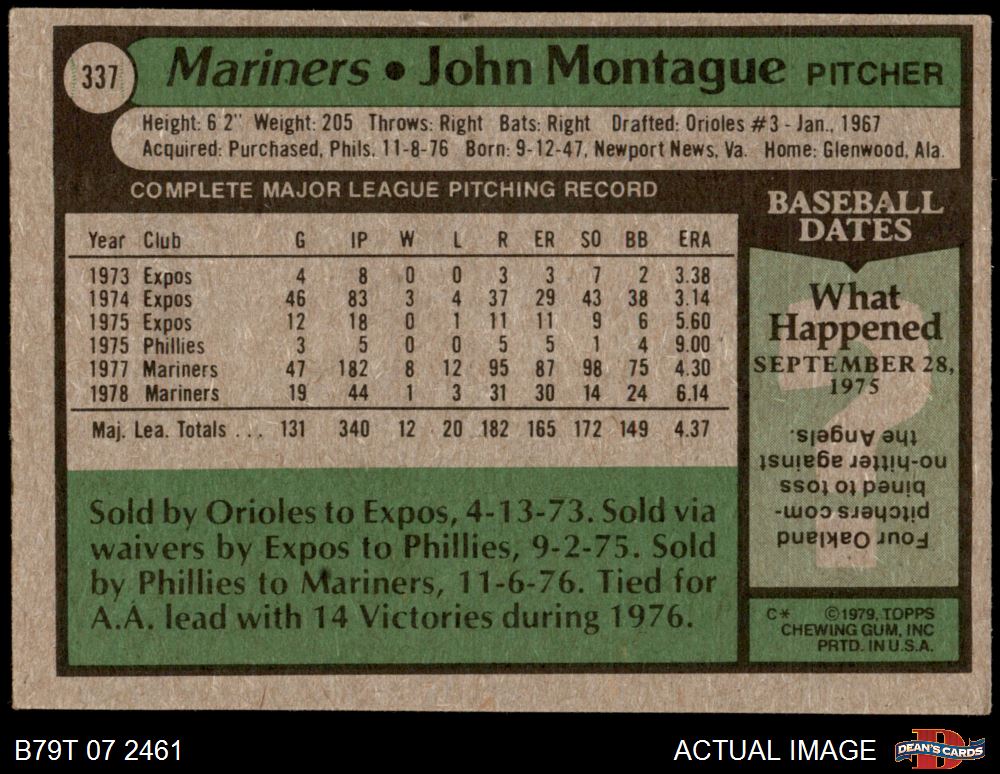 337
Mariners • John Montague PITCHER
Height: 6 2" Weight: 205 Throws: Right Bats: Right Drafted: Orioles #3 - Jan., 1967
Acquired: Purchased, Phils. 11-8-76 Born: 9-12-47, Newport News, Va. Home: Glenwood, Ala.
COMPLETE MAJOR LEAGUE PITCHING RECORD
Year Club G IP W L R ER SO BB ERA
1973 Expos 4 8 0 0 3 3 7 2 3.38
1974 Expos 46 83 3 4 37 29 43 38 3.14
1975 Expos 12 18 0 1 11 11 9 6 5.60
1975 Phillies 3 5 0 0 5 5 1 4 9.00
1977 Mariners 47 182 8 12 95 87 98 75 4.30
1978 Mariners 19 44 1 3 31 30 14 24 6.14
Maj. Lea. Totals . . . 131 340 12 20 182 165 172 149 4.37
Sold by Orioles to Expos, 4-13-73. Sold via
waivers by Expos to Phillies, 9-2-75. Sold
by Phillies to Mariners, 11-6-76. Tied for
A.A. lead with 14 Victories during 1976.
BASEBALL
DATES
What
Happened
SEPTEMBER 28,
1975
?
Four Oakland
pitchers com-
bined to toss
no-hitter against
the Angels.
C* ©1979, TOPPS
CHEWING GUM, INC
PRTD. IN U.S.A.
B79T 07 2461
ACTUAL IMAGE
D
DEAN'S CARDS